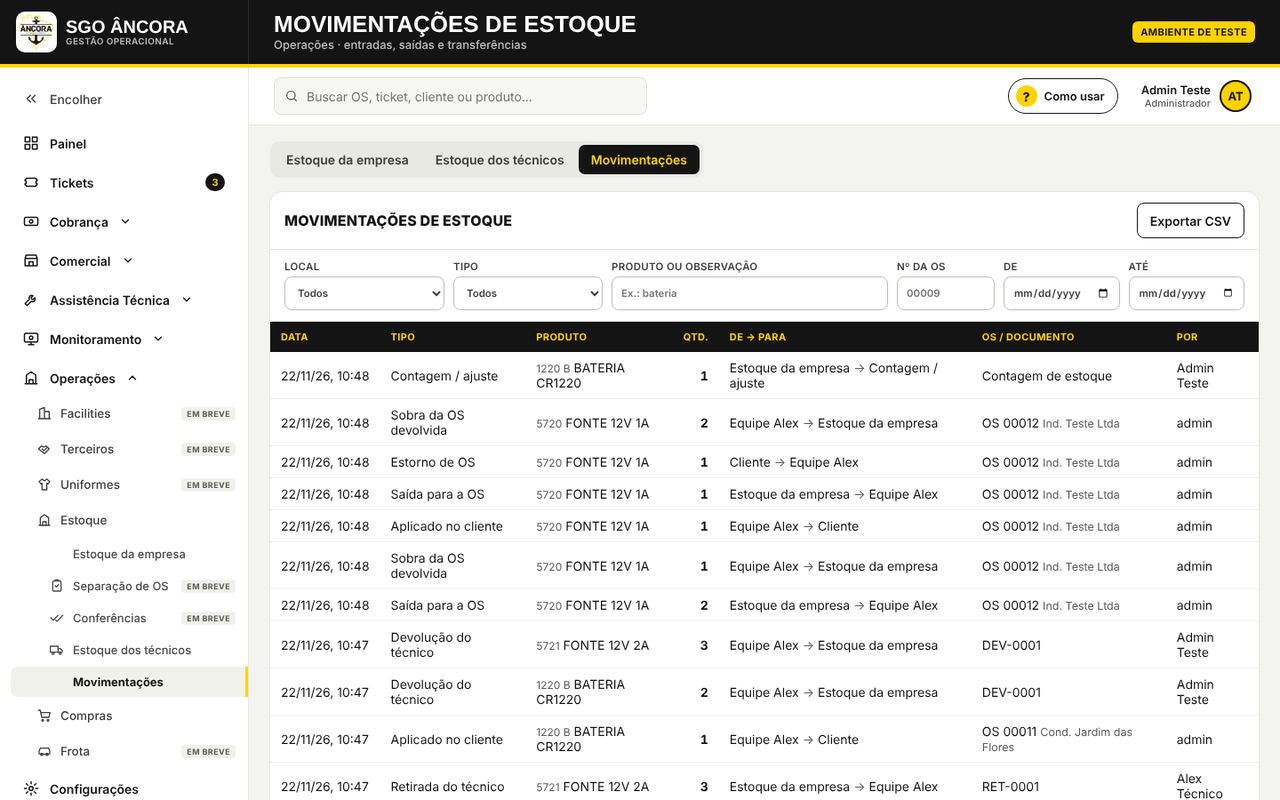 ÂNCORA
SGO ÂNCORA
GESTÃO OPERACIONAL
MOVIMENTAÇÕES DE ESTOQUE
Operações · entradas, saídas e transferências
AMBIENTE DE TESTE
Encolher
Buscar OS, ticket, cliente ou produto...
? Como usar
Admin Teste
Administrador
AT
Painel
Tickets 3
Cobrança
Comercial
Assistência Técnica
Monitoramento
Operações
Facilities EM BREVE
Terceiros EM BREVE
Uniformes EM BREVE
Estoque
Estoque da empresa
Separação de OS EM BREVE
Conferências EM BREVE
Estoque dos técnicos
Movimentações
Compras
Frota EM BREVE
Configurações
Estoque da empresa Estoque dos técnicos Movimentações
MOVIMENTAÇÕES DE ESTOQUE
Exportar CSV
LOCAL TIPO PRODUTO OU OBSERVAÇÃO Nº DA OS DE ATÉ
Todos Todos Ex.: bateria 00009 mm/dd/yyyy mm/dd/yyyy
DATA TIPO PRODUTO QTD. DE → PARA OS / DOCUMENTO POR
22/11/26, 10:48 Contagem / ajuste 1220 B BATERIA CR1220 1 Estoque da empresa → Contagem / ajuste Contagem de estoque Admin Teste
22/11/26, 10:48 Sobra da OS devolvida 5720 FONTE 12V 1A 2 Equipe Alex → Estoque da empresa OS 00012 Ind. Teste Ltda admin
22/11/26, 10:48 Estorno de OS 5720 FONTE 12V 1A 1 Cliente → Equipe Alex OS 00012 Ind. Teste Ltda admin
22/11/26, 10:48 Saída para a OS 5720 FONTE 12V 1A 1 Estoque da empresa → Equipe Alex OS 00012 Ind. Teste Ltda admin
22/11/26, 10:48 Aplicado no cliente 5720 FONTE 12V 1A 1 Equipe Alex → Cliente OS 00012 Ind. Teste Ltda admin
22/11/26, 10:48 Sobra da OS devolvida 5720 FONTE 12V 1A 1 Equipe Alex → Estoque da empresa OS 00012 Ind. Teste Ltda admin
22/11/26, 10:48 Saída para a OS 5720 FONTE 12V 1A 2 Estoque da empresa → Equipe Alex OS 00012 Ind. Teste Ltda admin
22/11/26, 10:47 Devolução do técnico 5721 FONTE 12V 2A 3 Equipe Alex → Estoque da empresa DEV-0001 Admin Teste
22/11/26, 10:47 Devolução do técnico 1220 B BATERIA CR1220 2 Equipe Alex → Estoque da empresa DEV-0001 Admin Teste
22/11/26, 10:47 Aplicado no cliente 1220 B BATERIA CR1220 1 Equipe Alex → Cliente OS 00011 Cond. Jardim das Flores admin
22/11/26, 10:47 Retirada do técnico 5721 FONTE 12V 2A 3 Estoque da empresa → Equipe Alex RET-0001 Alex Técnico